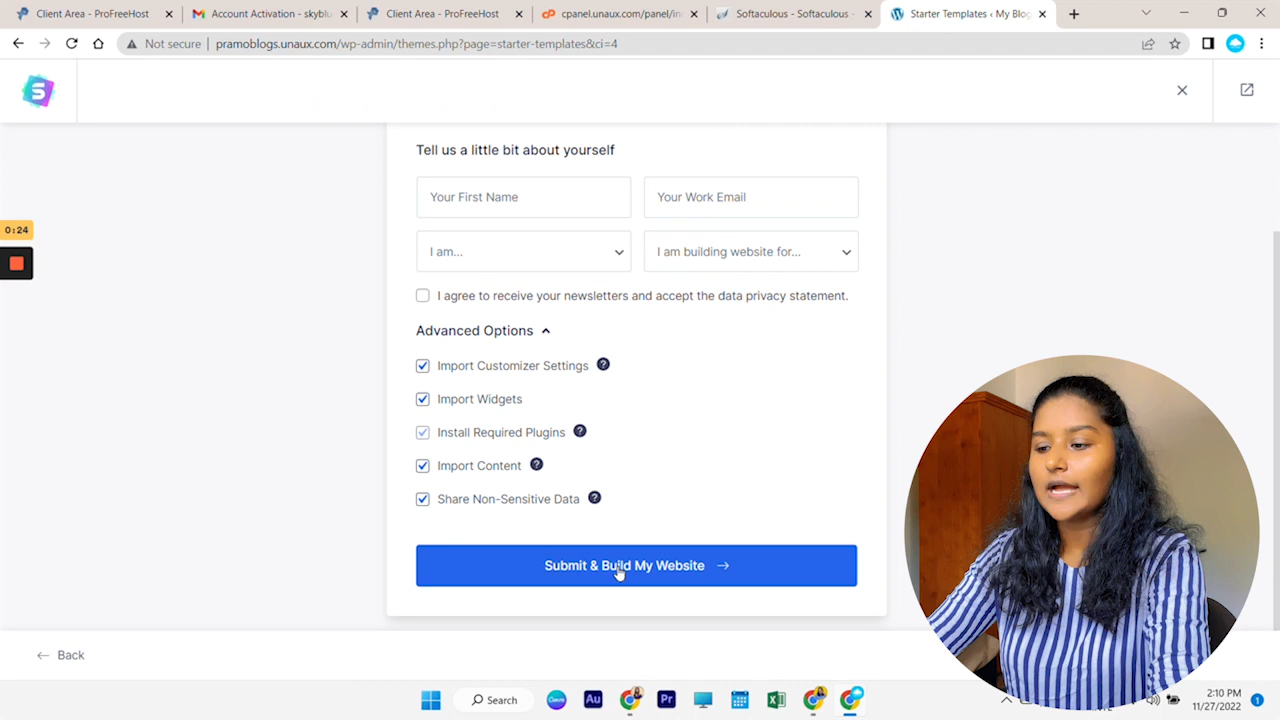 Client Area - ProFreeHost
Account Activation - skyblu
Client Area - ProFreeHost
cpanel.unaux.com/panel/in
Softaculous - Softaculous -
Starter Templates ‹ My Blog
Not secure
pramoblogs.unaux.com/wp-admin/themes.php?page=starter-templates&ci=4
S
Tell us a little bit about yourself
Your First Name
Your Work Email
0:24
I am...
I am building website for...
I agree to receive your newsletters and accept the data privacy statement.
Advanced Options
Import Customizer Settings ?
Import Widgets
Install Required Plugins ?
Import Content ?
Share Non-Sensitive Data ?
Submit & Build My Website →
← Back
Search
Au
Pr
2:10 PM
11/27/2022
1